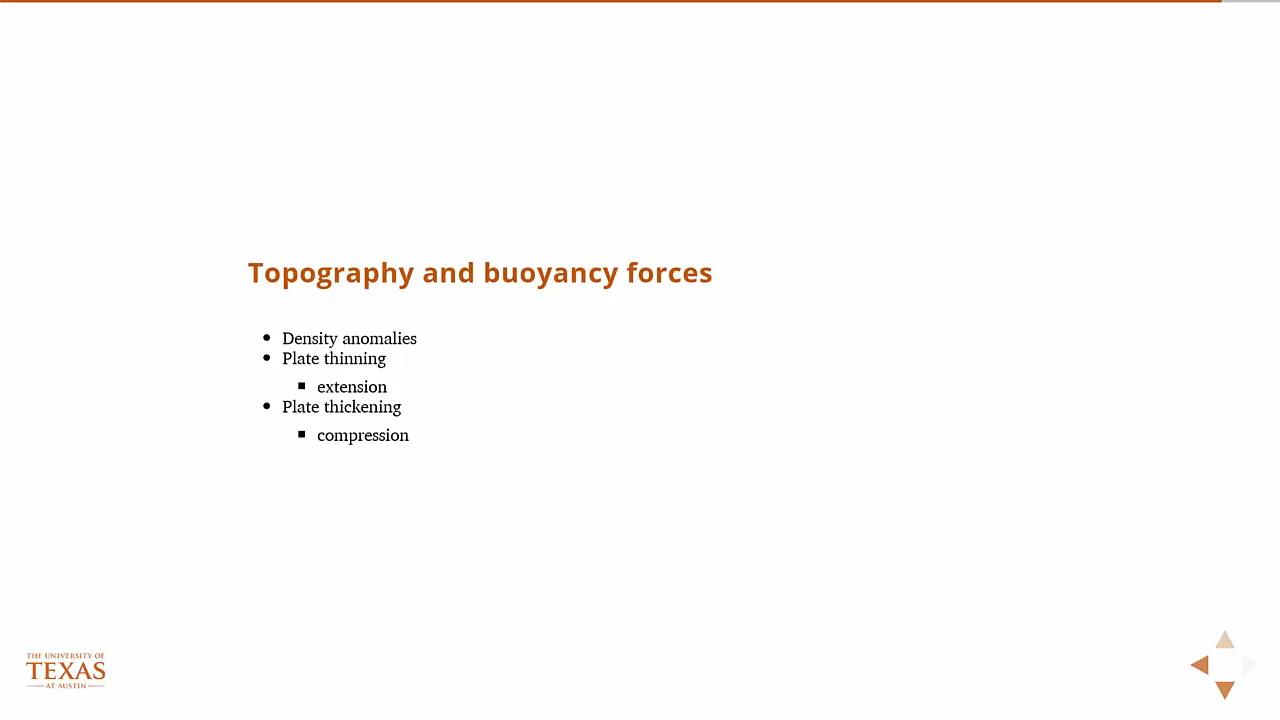 Topography and buoyancy forces
Density anomalies
Plate thinning
extension
Plate thickening
compression
THE UNIVERSITY OF
TEXAS
AT AUSTIN